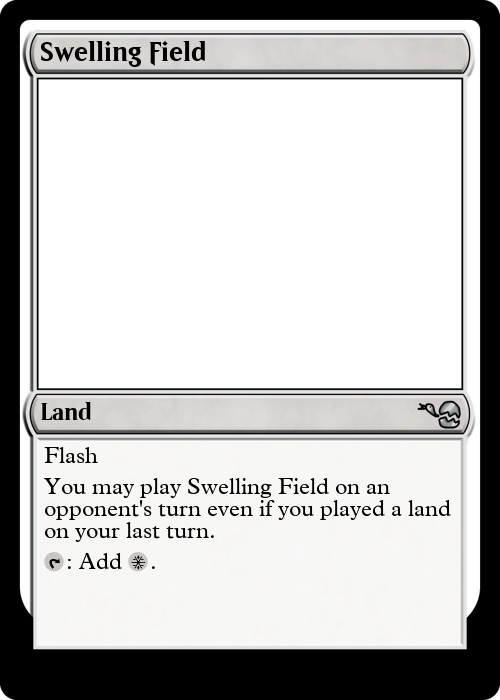 Swelling Field
Land
Flash
You may play Swelling Field on an
opponent's turn even if you played a land
on your last turn.
: Add .